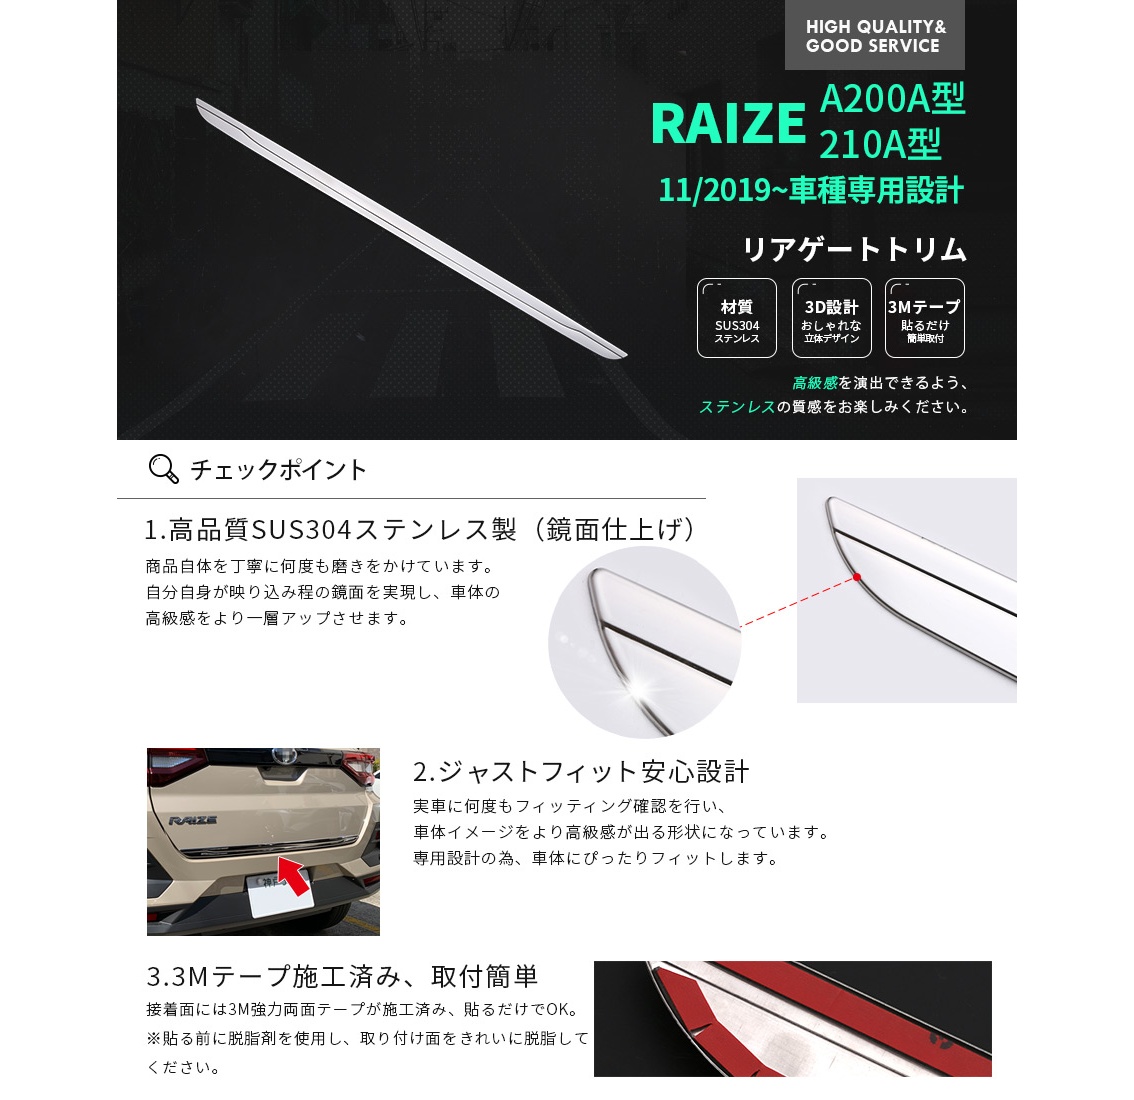 HIGH QUALITY&
GOOD SERVICE
RAIZE
A200A型
210A型
11/2019~車種専用設計
リアゲートトリム
材質
SUS304
ステンレス
3D設計
おしゃれな
立体デザイン
3Mテープ
貼るだけ
簡単取付
高級感を演出できるよう、
ステンレスの質感をお楽しみください。
チェックポイント
1.高品質SUS304ステンレス製（鏡面仕上げ）
商品自体を丁寧に何度も磨きをかけています。
自分自身が映り込み程の鏡面を実現し、車体の
高級感をより一層アップさせます。
RAIZE
2.ジャストフィット安心設計
実車に何度もフィッティング確認を行い、
車体イメージをより高級感が出る形状になっています。
専用設計の為、車体にぴったりフィットします。
3.3Mテープ施工済み、取付簡単
接着面には3M強力両面テープが施工済み、貼るだけでOK。
※貼る前に脱脂剤を使用し、取り付け面をきれいに脱脂して
ください。